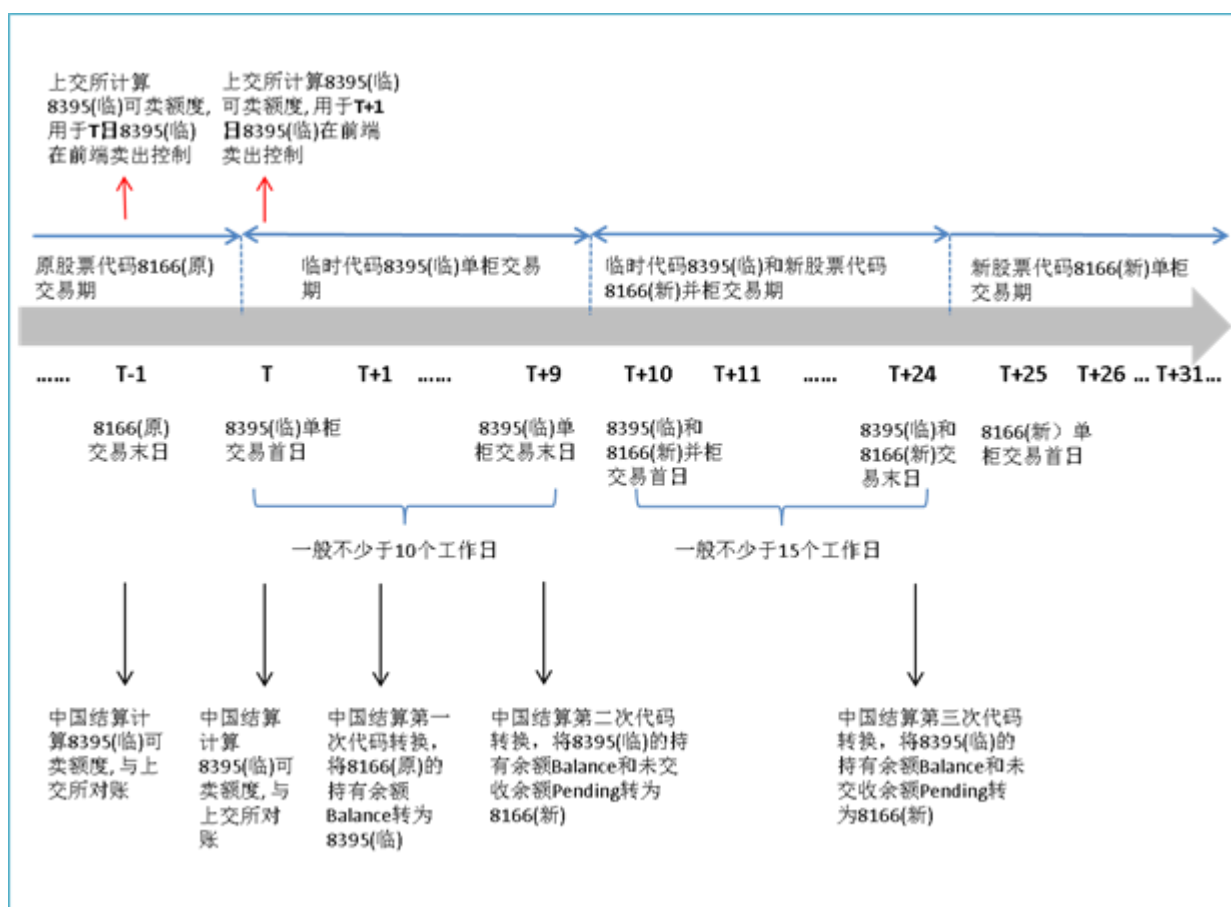 上交所计算
8395(临)可卖额度,
用于T日8395(临)
在前端卖出控制
上交所计算8395(临)
可卖额度, 用于T+1
日8395(临)在前端
卖出控制
原股票代码8166(原)
交易期
临时代码8395(临)单柜交易
期
临时代码8395(临)和新股票代码
8166(新)并柜交易期
新股票代码8166(新)单柜
交易期
...... T-1 T T+1 ...... T+9 T+10 T+11 ...... T+24 T+25 T+26 ... T+31...
8166(原)
交易末日
8395(临)单柜
交易首日
8395(临)单
柜交易末日
8395(临)和
8166(新)并柜
交易首日
8395(临)和
8166(新)交
易末日
8166(新）单
柜交易首日
一般不少于10个工作日
一般不少于15个工作日
中国结算计
算8395(临)可
卖额度, 与上
交所对账
中国结算
计算
8395(临)可
卖额度, 与
上交所对
账
中国结算第一
次代码转换，
将8166(原)的
持有余额
Balance转为
8395(临)
中国结算第二次代码
转换，将8395(临)的持
有余额Balance和未交
收余额Pending转为
8166(新)
中国结算第三次代码
转换，将8395(临)的
持有余额Balance和未
交收余额Pending转
为8166(新)